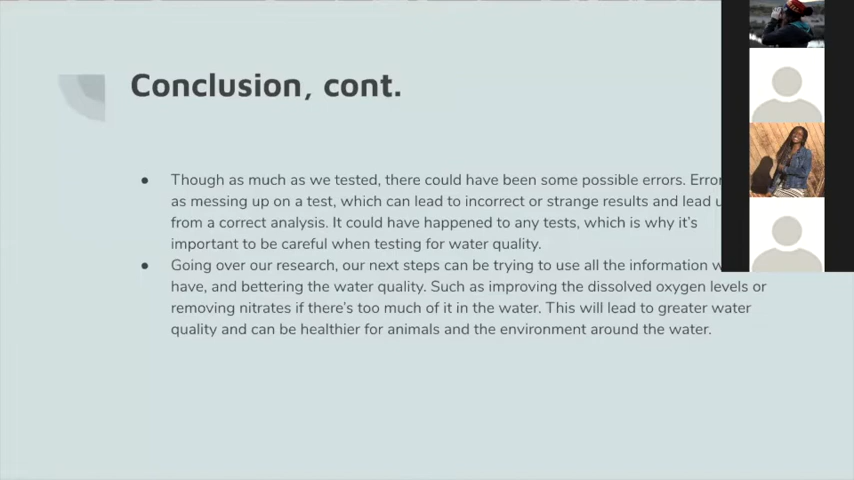 Conclusion, cont.
● Though as much as we tested, there could have been some possible errors.
as messing up on a test, which can lead to incorrect or strange results and lead
from a correct analysis. It could have happened to any tests, which is why it's
important to be careful when testing for water quality.
● Going over our research, our next steps can be trying to use all the information
have, and bettering the water quality. Such as improving the dissolved oxygen levels or
removing nitrates if there's too much of it in the water. This will lead to greater water
quality and can be healthier for animals and the environment around the water.